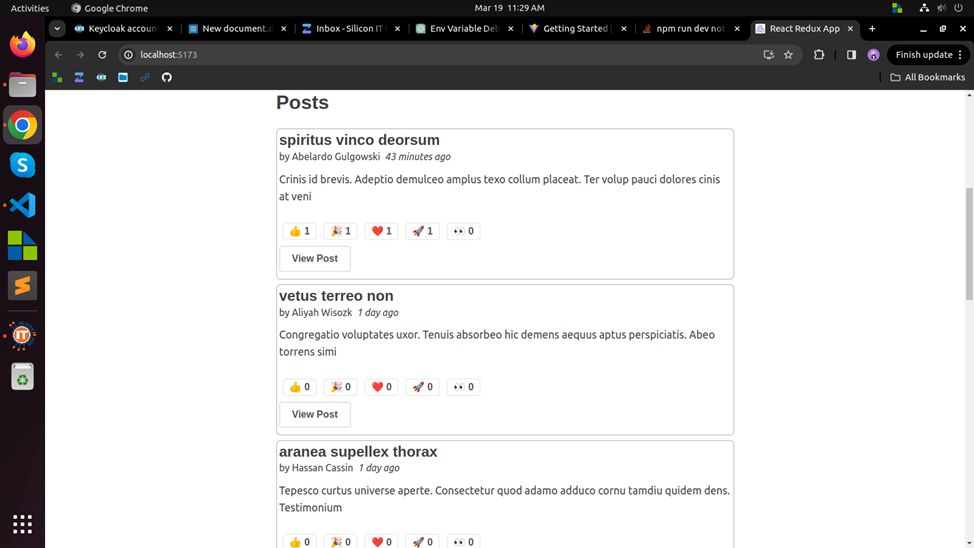 Activities
Google Chrome
Mar 19 11:29 AM
Keycloak account
New document.d
Inbox - Silicon IT
Env Variable Deb
Getting Started
npm run dev not
React Redux App
localhost:5173
Finish update
All Bookmarks
Posts
spiritus vinco deorsum
by Abelardo Gulgowski 43 minutes ago
Crinis id brevis. Adeptio demulceo amplus texo collum placeat. Ter volup pauci dolores cinis
at veni
👍 1 🎉 1 ❤️ 1 🚀 1 👀 0
View Post
vetus terreo non
by Aliyah Wisozk 1 day ago
Congregatio voluptates uxor. Tenuis absorbeo hic demens aequus aptus perspiciatis. Abeo
torrens simi
👍 0 🎉 0 ❤️ 0 🚀 0 👀 0
View Post
aranea supellex thorax
by Hassan Cassin 1 day ago
Tepesco curtus universe aperte. Consectetur quod adamo adduco cornu tamdiu quidem dens.
Testimonium
👍 0 🎉 0 ❤️ 0 🚀 0 👀 0